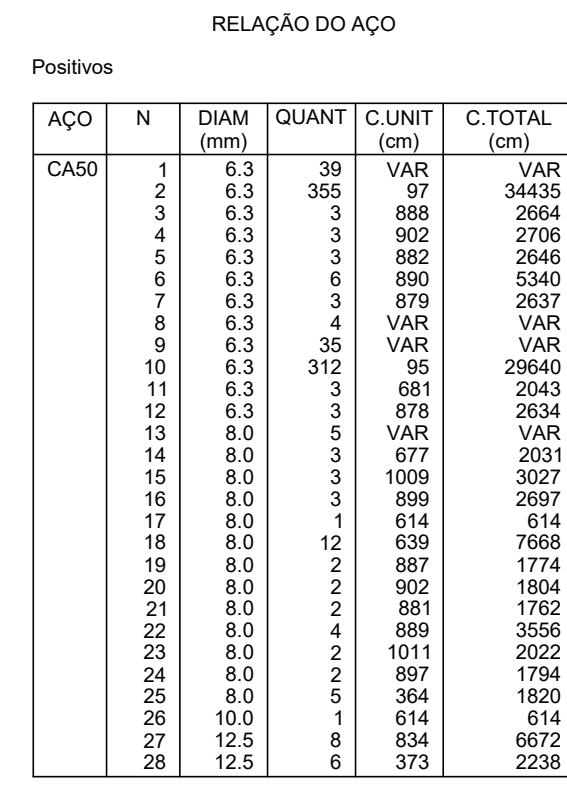 RELAÇÃO DO AÇO
Positivos
AÇO N DIAM QUANT C.UNIT C.TOTAL
(mm) (cm) (cm)
CA50 1 6.3 39 VAR VAR
2 6.3 355 97 34435
3 6.3 3 888 2664
4 6.3 3 902 2706
5 6.3 3 882 2646
6 6.3 6 890 5340
7 6.3 3 879 2637
8 6.3 4 VAR VAR
9 6.3 35 VAR VAR
10 6.3 312 95 29640
11 6.3 3 681 2043
12 6.3 3 878 2634
13 8.0 5 VAR VAR
14 8.0 3 677 2031
15 8.0 3 1009 3027
16 8.0 3 899 2697
17 8.0 1 614 614
18 8.0 12 639 7668
19 8.0 2 887 1774
20 8.0 2 902 1804
21 8.0 2 881 1762
22 8.0 4 889 3556
23 8.0 2 1011 2022
24 8.0 2 897 1794
25 8.0 5 364 1820
26 10.0 1 614 614
27 12.5 8 834 6672
28 12.5 6 373 2238